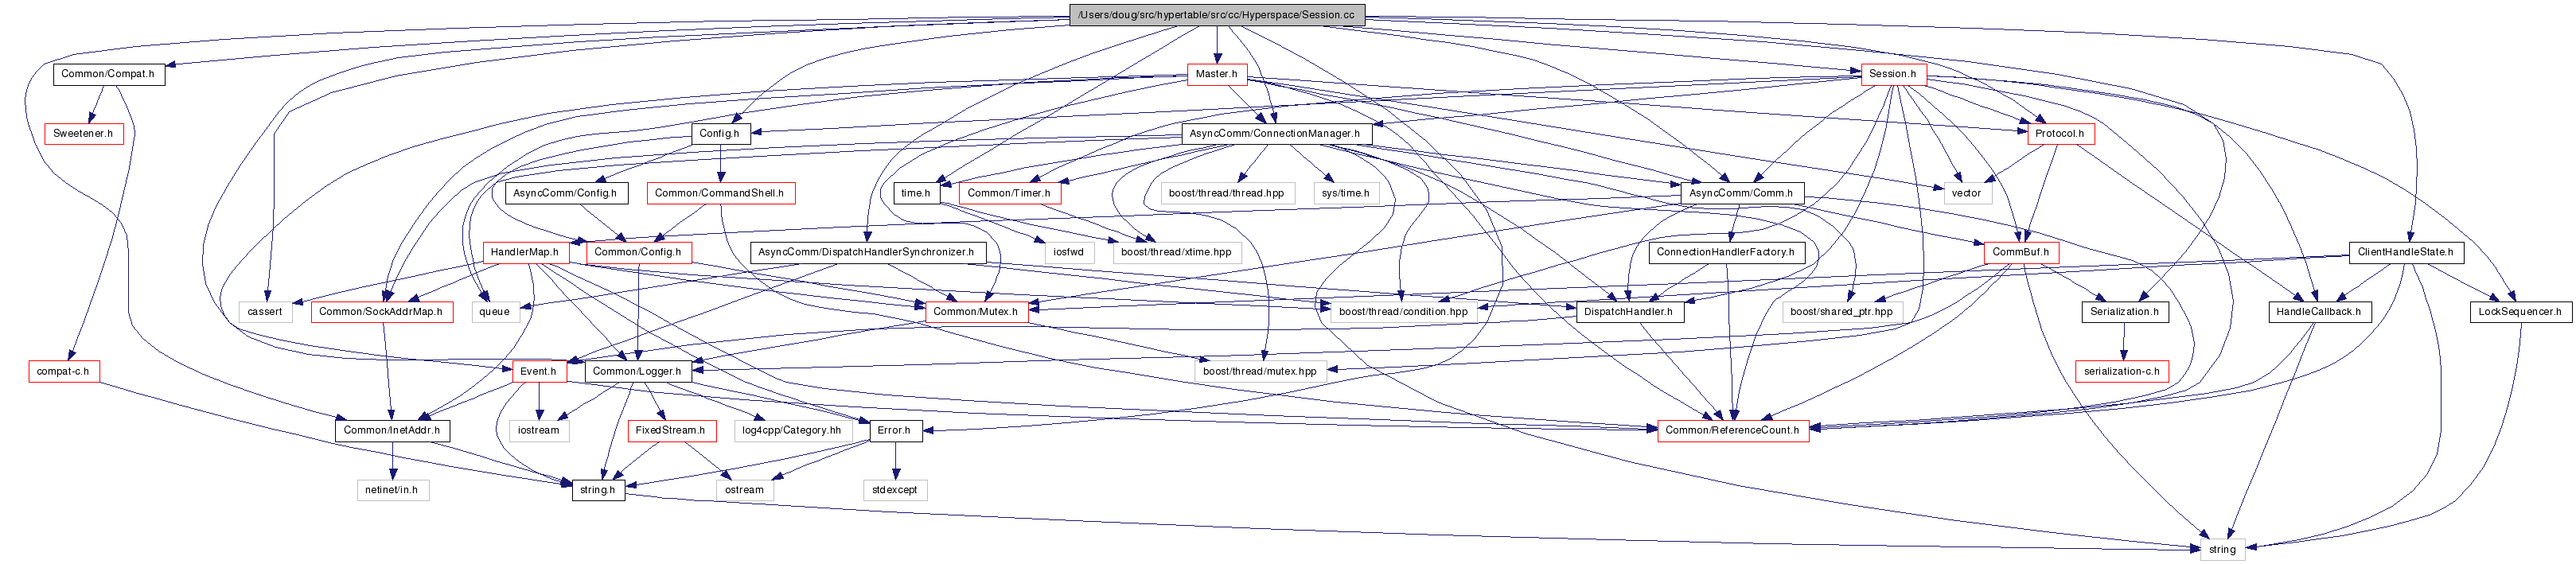 /Users/doug/src/hypertable/src/cc/Hyperspace/Session.cc
Common/Compat.h
Master.h
Session.h
Sweetener.h
Config.h
AsyncComm/ConnectionManager.h
Protocol.h
AsyncComm/Config.h
Common/CommandShell.h
time.h
Common/Timer.h
boost/thread/thread.hpp
sys/time.h
AsyncComm/Comm.h
vector
HandlerMap.h
Common/Config.h
AsyncComm/DispatchHandlerSynchronizer.h
iosfwd
boost/thread/xtime.hpp
ConnectionHandlerFactory.h
CommBuf.h
ClientHandleState.h
cassert
Common/SockAddrMap.h
queue
Common/Mutex.h
boost/thread/condition.hpp
DispatchHandler.h
boost/shared_ptr.hpp
Serialization.h
HandleCallback.h
LockSequencer.h
compat-c.h
Event.h
Common/Logger.h
boost/thread/mutex.hpp
serialization-c.h
Common/InetAddr.h
iostream
FixedStream.h
log4cpp/Category.hh
Error.h
Common/ReferenceCount.h
netinet/in.h
string.h
ostream
stdexcept
string